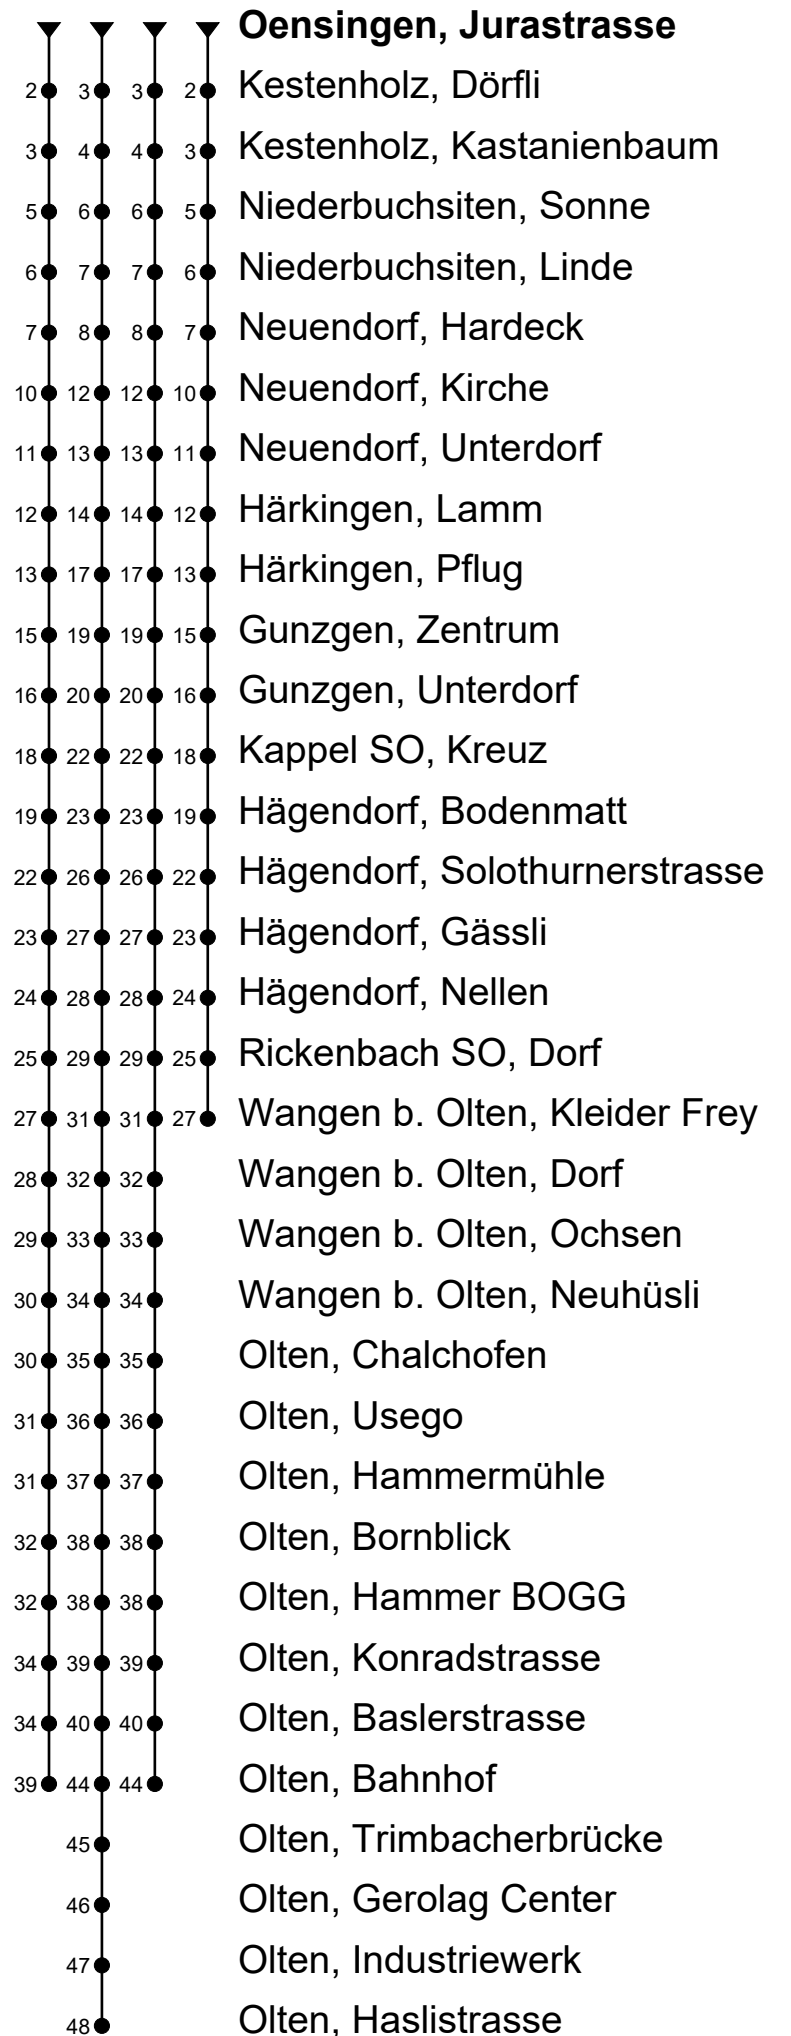 Oensingen, Jurastrasse
2 3 3 2 Kestenholz, Dörfli
3 4 4 3 Kestenholz, Kastanienbaum
5 6 6 5 Niederbuchsiten, Sonne
6 7 7 6 Niederbuchsiten, Linde
7 8 8 7 Neuendorf, Hardeck
10 12 12 10 Neuendorf, Kirche
11 13 13 11 Neuendorf, Unterdorf
12 14 14 12 Härkingen, Lamm
13 17 17 13 Härkingen, Pflug
15 19 19 15 Gunzgen, Zentrum
16 20 20 16 Gunzgen, Unterdorf
18 22 22 18 Kappel SO, Kreuz
19 23 23 19 Hägendorf, Bodenmatt
22 26 26 22 Hägendorf, Solothurnerstrasse
23 27 27 23 Hägendorf, Gässli
24 28 28 24 Hägendorf, Nellen
25 29 29 25 Rickenbach SO, Dorf
27 31 31 27 Wangen b. Olten, Kleider Frey
28 32 32 Wangen b. Olten, Dorf
29 33 33 Wangen b. Olten, Ochsen
30 34 34 Wangen b. Olten, Neuhüsli
30 35 35 Olten, Chalchofen
31 36 36 Olten, Usego
31 37 37 Olten, Hammermühle
32 38 38 Olten, Bornblick
32 38 38 Olten, Hammer BOGG
34 39 39 Olten, Konradstrasse
34 40 40 Olten, Baslerstrasse
39 44 44 Olten, Bahnhof
45 Olten, Trimbacherbrücke
46 Olten, Gerolag Center
47 Olten, Industriewerk
48 Olten, Haslistrasse